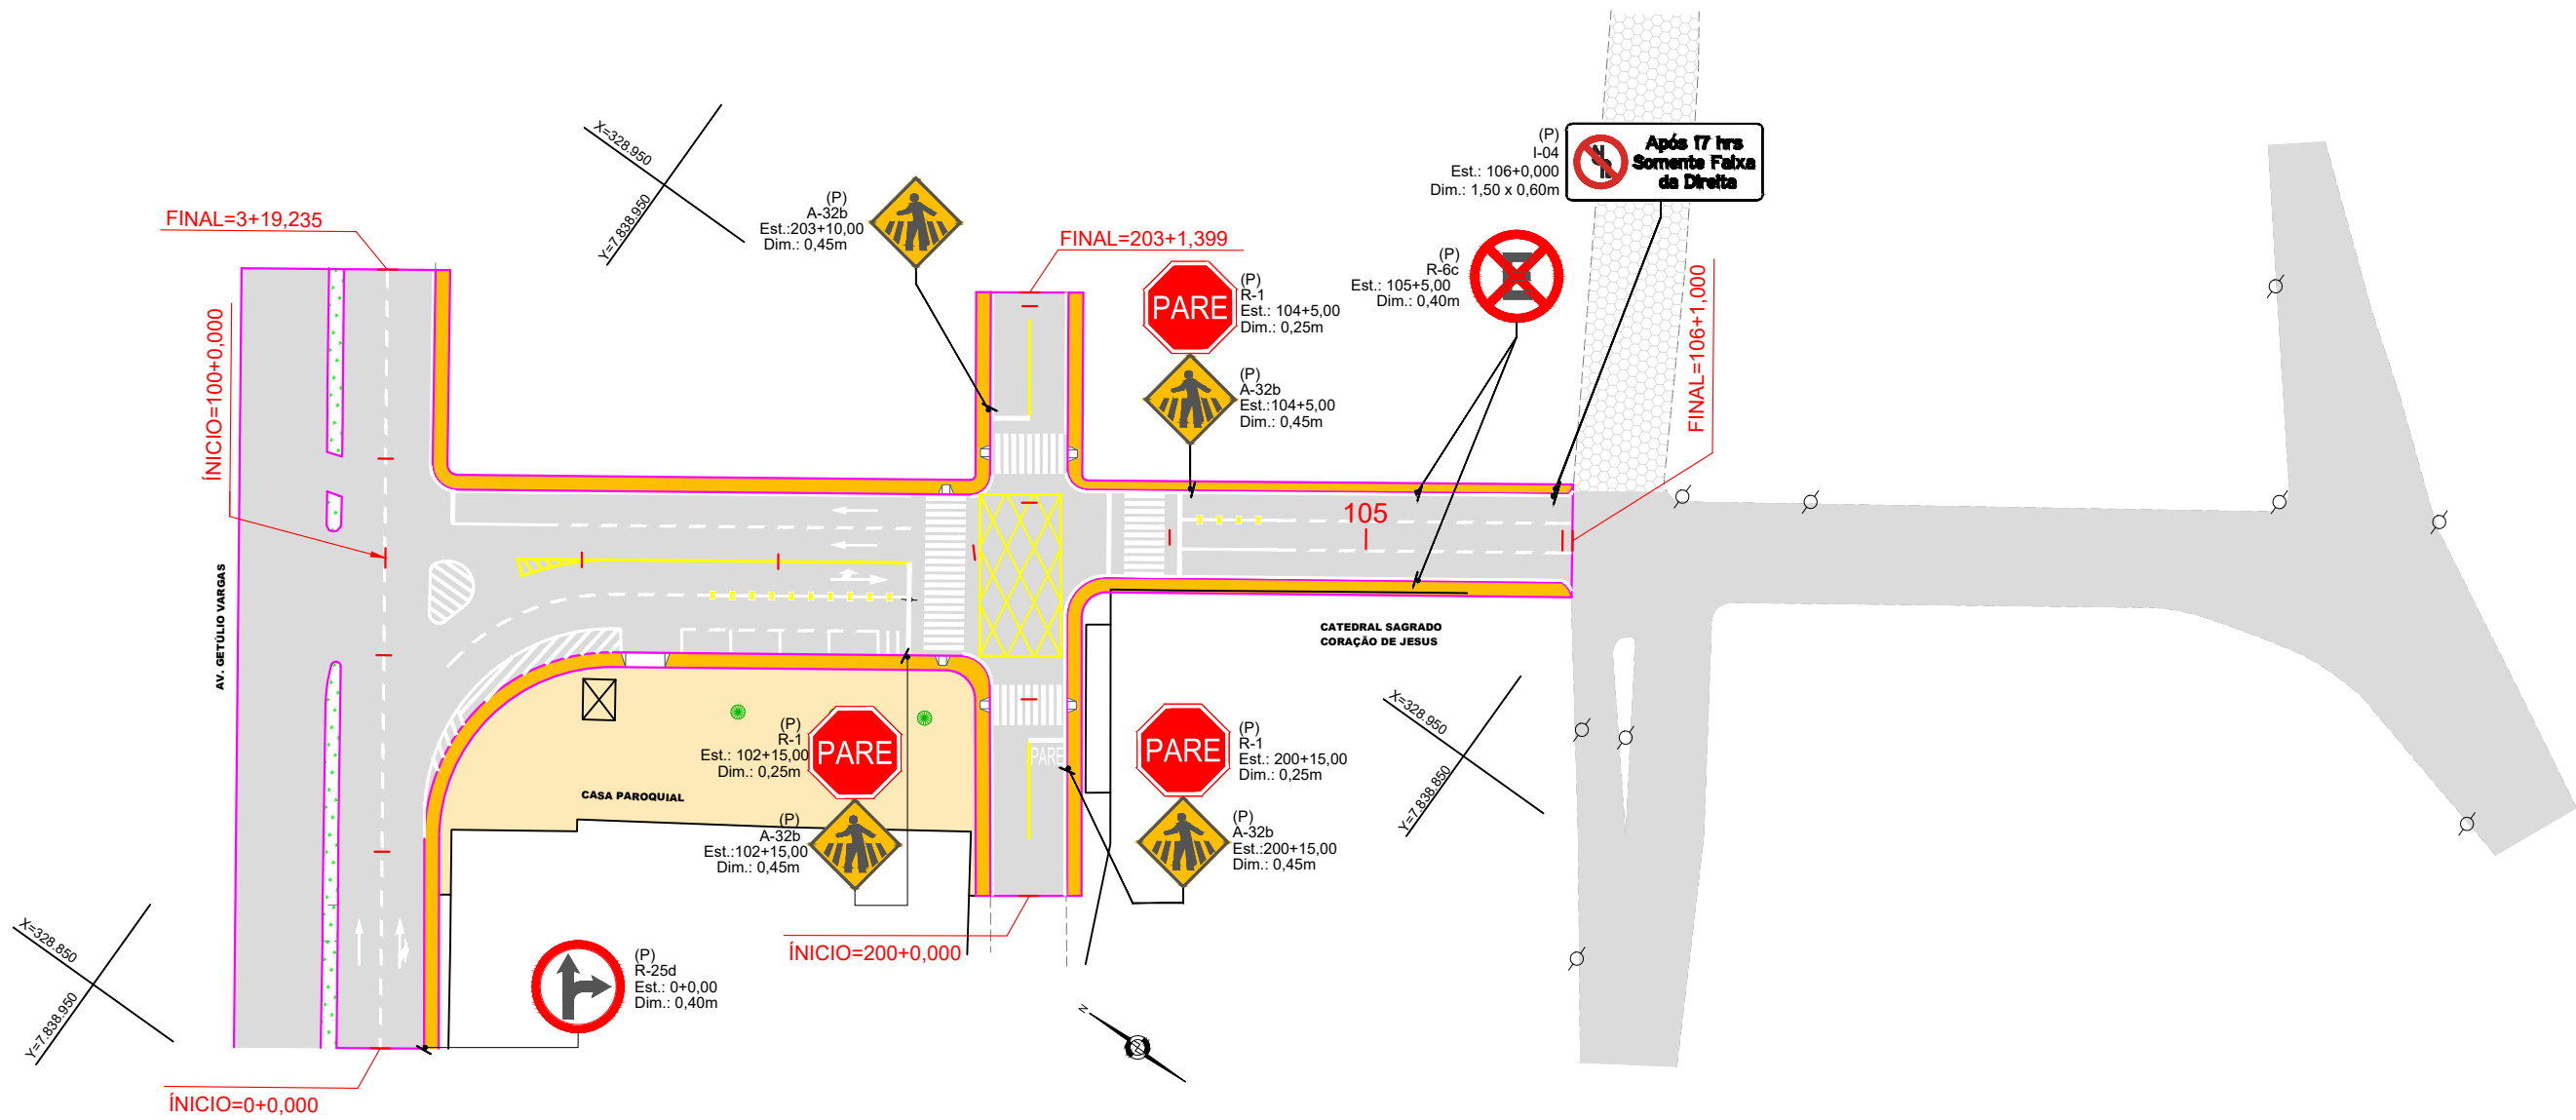 X=328.950
Y=7.838.950
FINAL=3+19,235
ÍNICIO=100+0,000
AV. GETÚLIO VARGAS
(P)
A-32b
Est.:203+10,00
Dim.: 0,45m
FINAL=203+1,399
PARE
(P)
R-1
Est.: 104+5,00
Dim.: 0,25m
(P)
A-32b
Est.:104+5,00
Dim.: 0,45m
(P)
R-6c
Est.: 105+5,00
Dim.: 0,40m
(P)
I-04
Est.: 106+0,000
Dim.: 1,50 x 0,60m
Após 17 hrs
Somente Faixa
da Direita
FINAL=106+1,000
105
CATEDRAL SAGRADO
CORAÇÃO DE JESUS
X=328.950
Y=7.838.850
(P)
R-1
Est.: 102+15,00
Dim.: 0,25m
PARE
(P)
A-32b
Est.:102+15,00
Dim.: 0,45m
CASA PAROQUIAL
PARE
PARE
(P)
R-1
Est.: 200+15,00
Dim.: 0,25m
(P)
A-32b
Est.:200+15,00
Dim.: 0,45m
ÍNICIO=200+0,000
X=328.850
Y=7.838.950
(P)
R-25d
Est.: 0+0,00
Dim.: 0,40m
ÍNICIO=0+0,000
N